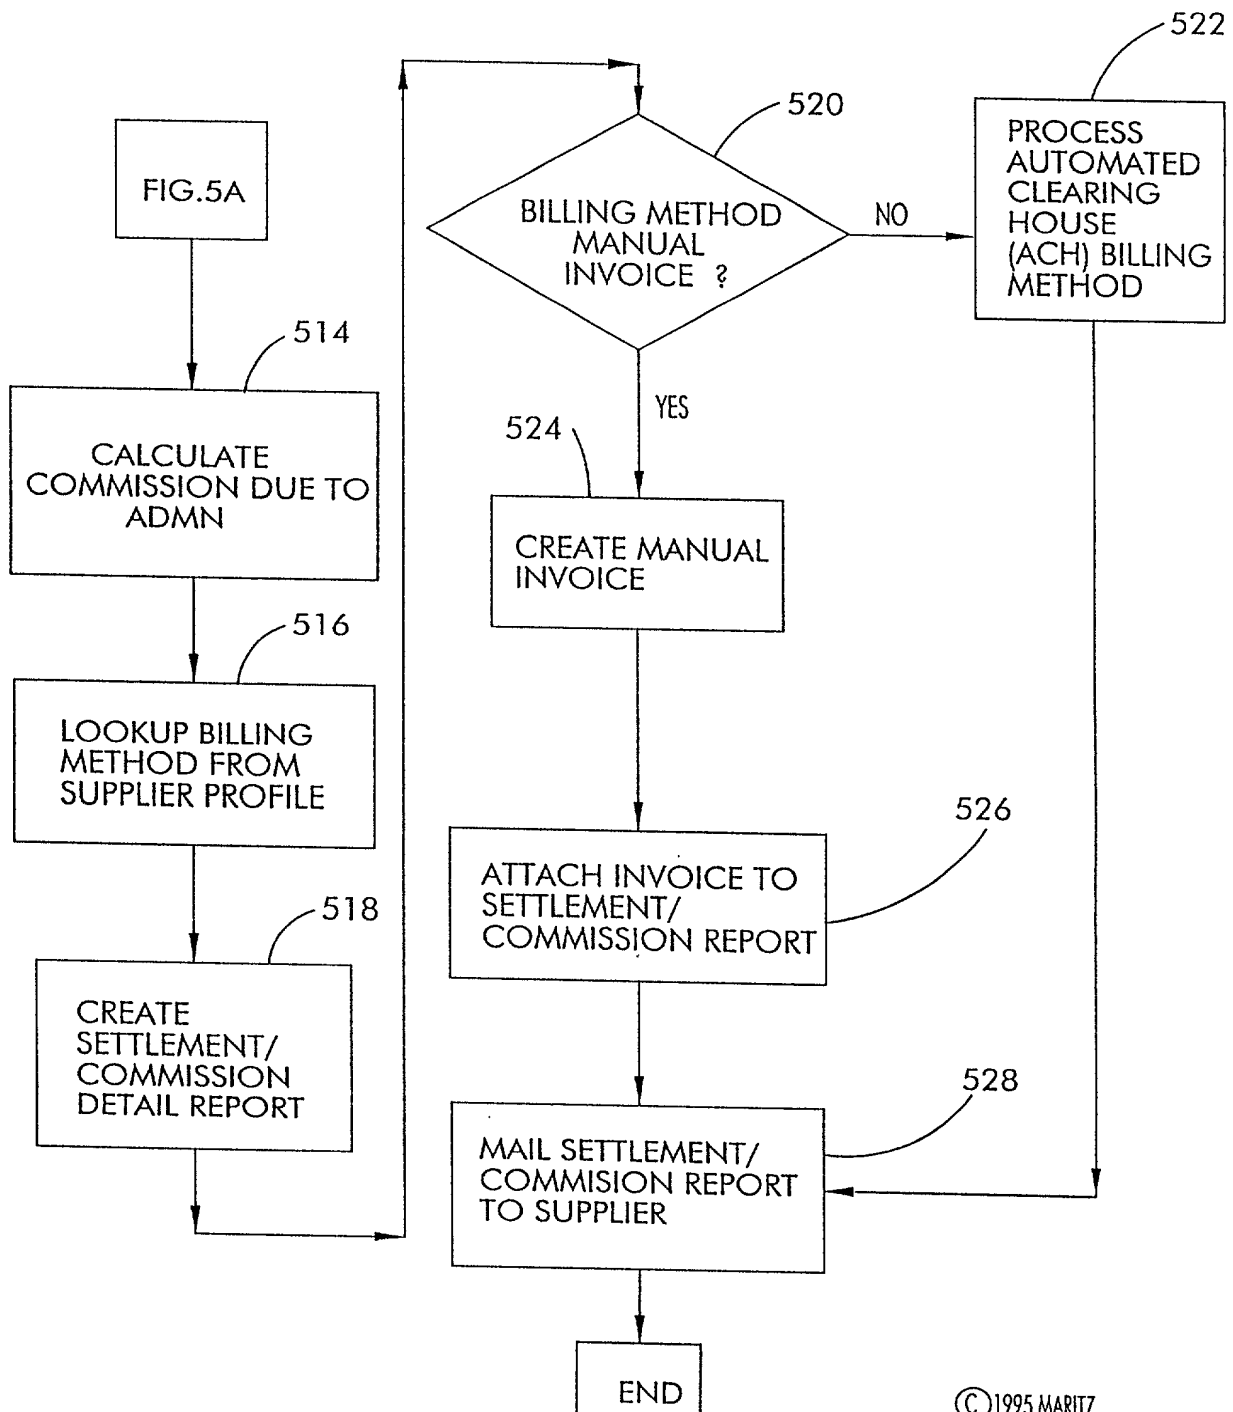 FIG.5A
514
CALCULATE
COMMISSION DUE TO
ADMN
516
LOOKUP BILLING
METHOD FROM
SUPPLIER PROFILE
518
CREATE
SETTLEMENT/
COMMISSION
DETAIL REPORT
520
BILLING METHOD
MANUAL
INVOICE ?
NO
522
PROCESS
AUTOMATED
CLEARING
HOUSE
(ACH) BILLING
METHOD
YES
524
CREATE MANUAL
INVOICE
526
ATTACH INVOICE TO
SETTLEMENT/
COMMISSION REPORT
528
MAIL SETTLEMENT/
COMMISION REPORT
TO SUPPLIER
END
©1995 MARITZ